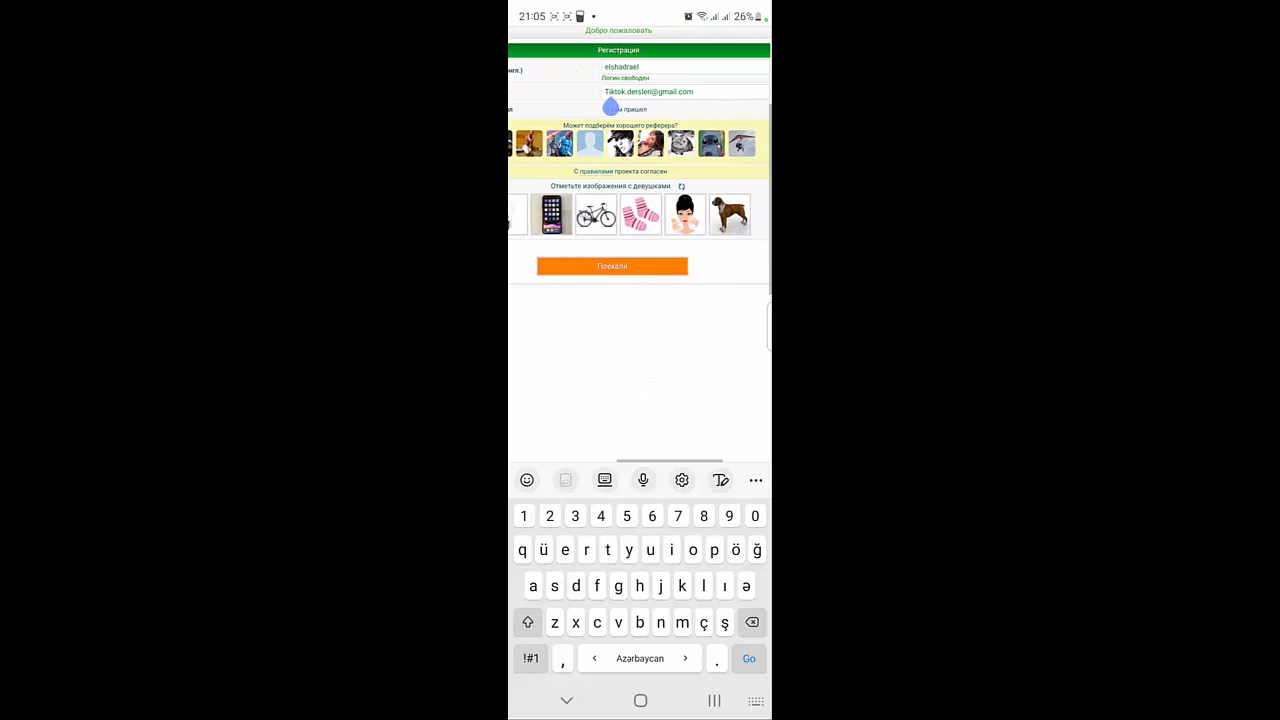 21:05 26%
Добро пожаловать
Регистрация
нгл.) elshadrael
Логин свободен
Tiktok.dersleri@gmail.com
пришел
Может подберём хорошего реферера?
С правилами проекта согласен
Отметьте изображения с девушками
Поехали
1 2 3 4 5 6 7 8 9 0
q ü e r t y u i o p ö ğ
a s d f g h j k l ı ə
z x c v b n m ç ş
!#1 , < Azərbaycan > . Go